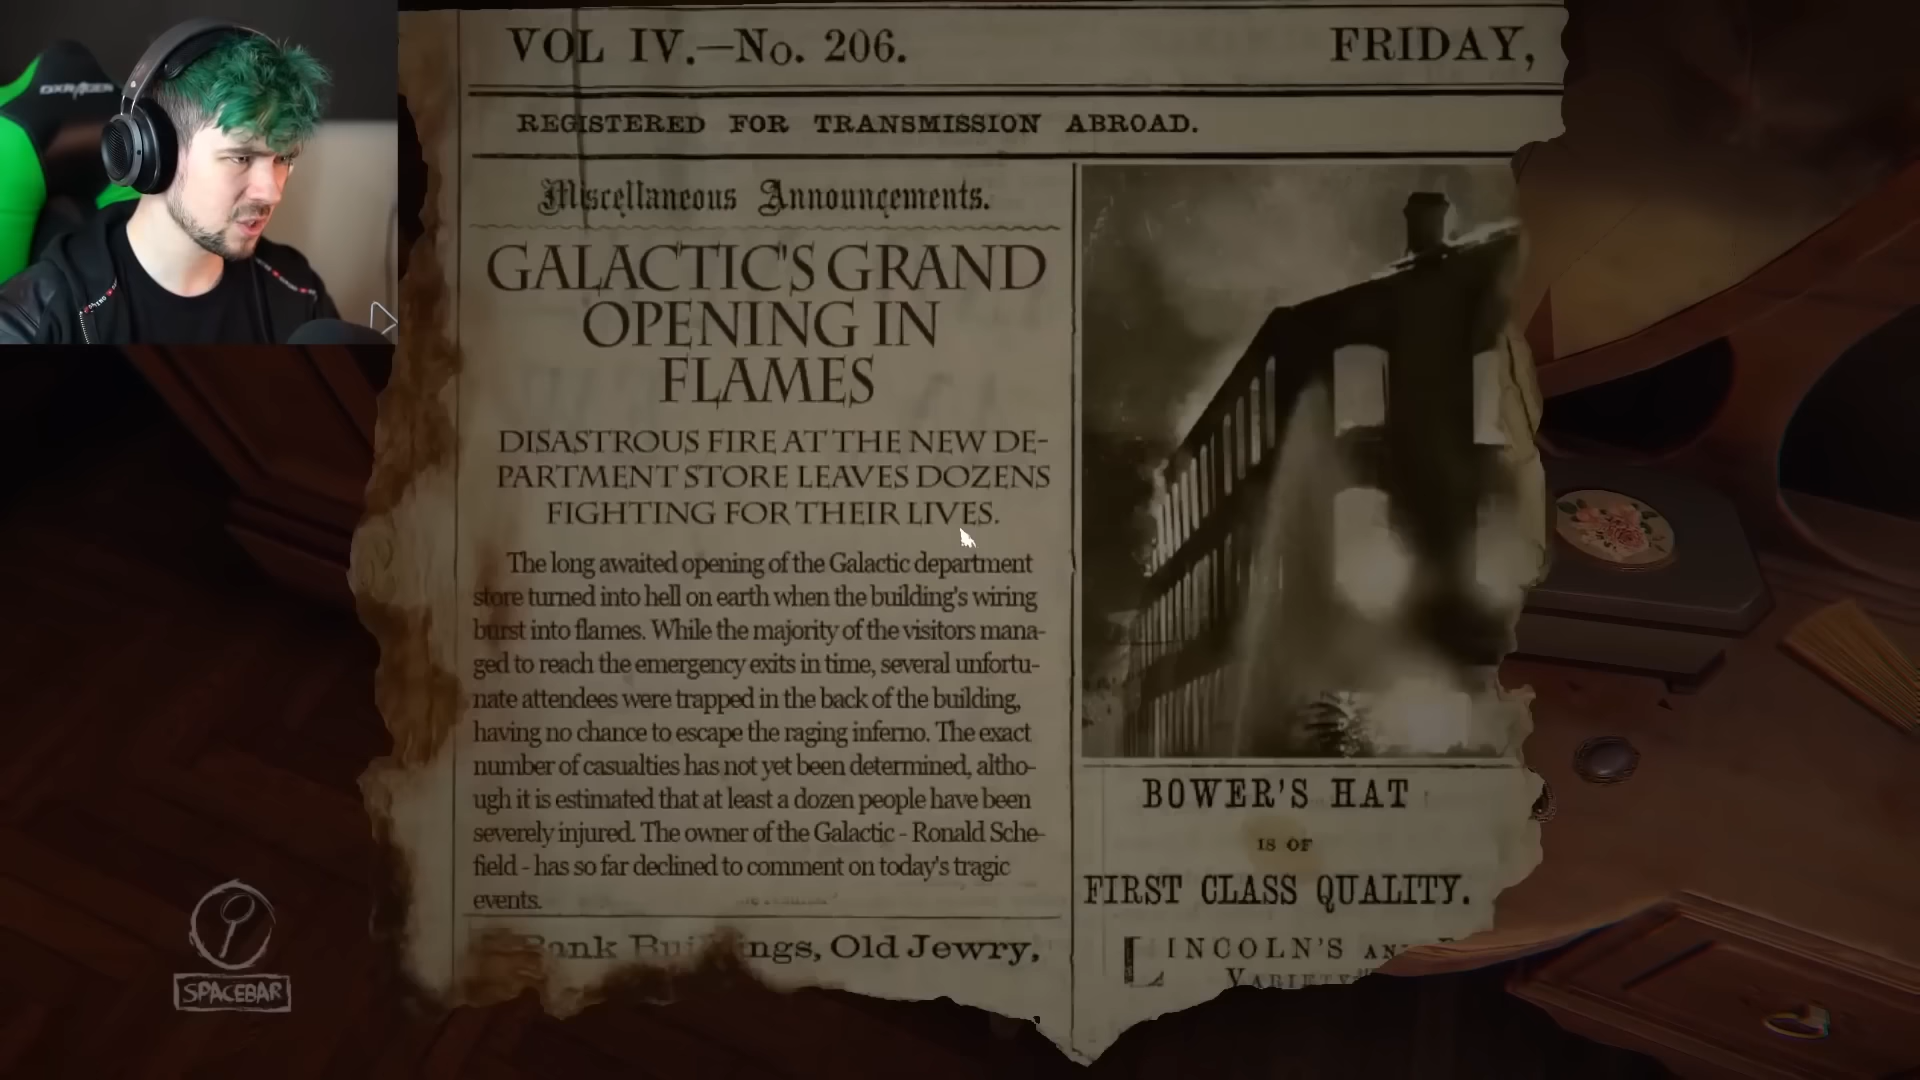 DXRACER
VOL IV.—No. 206.
FRIDAY,
REGISTERED FOR TRANSMISSION ABROAD.
Miscellaneous Announcements.
GALACTIC'S GRAND
OPENING IN
FLAMES
DISASTROUS FIRE AT THE NEW DE-
PARTMENT STORE LEAVES DOZENS
FIGHTING FOR THEIR LIVES.
The long awaited opening of the Galactic department
store turned into hell on earth when the building's wiring
burst into flames. While the majority of the visitors mana-
ged to reach the emergency exits in time, several unfortu-
nate attendees were trapped in the back of the building,
having no chance to escape the raging inferno. The exact
number of casualties has not yet been determined, altho-
ugh it is estimated that at least a dozen people have been
severely injured. The owner of the Galactic - Ronald Sche-
field - has so far declined to comment on today's tragic
events.
Old Jewry,
BOWER'S HAT
IS OF
FIRST CLASS QUALITY.
LINCOLN'S
VARIETY
SPACEBAR